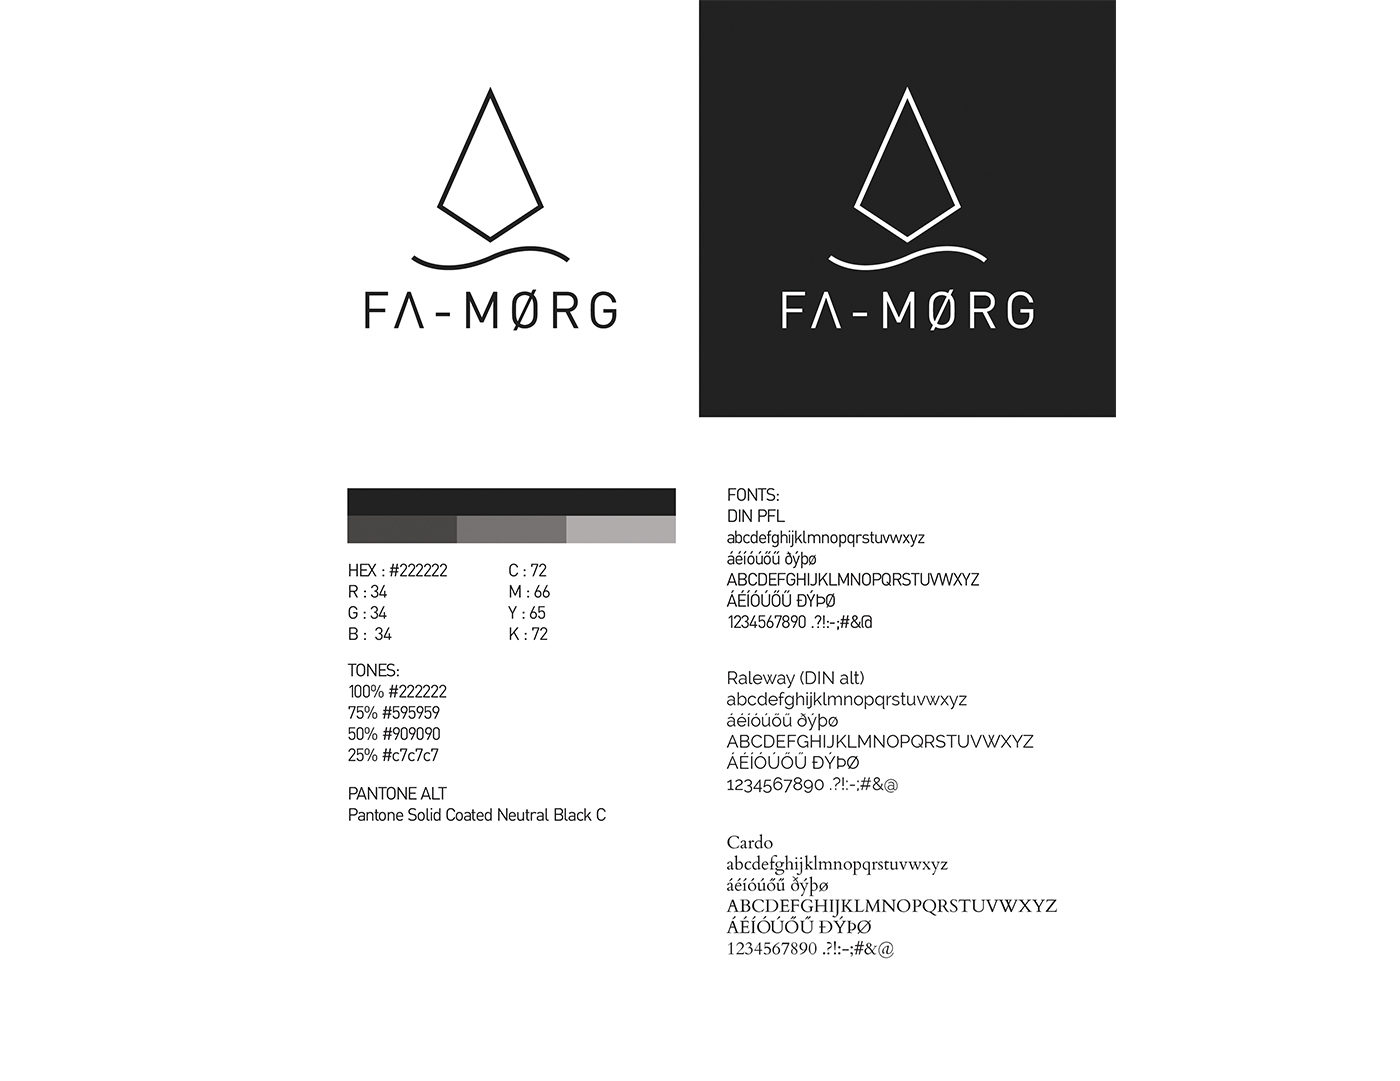 FΛ-MØRG
FΛ-MØRG
HEX : #222222
R : 34
G : 34
B :  34
C : 72
M : 66
Y : 65
K : 72
TONES:
100% #222222
75% #595959
50% #909090
25% #c7c7c7
PANTONE ALT
Pantone Solid Coated Neutral Black C
FONTS:
DIN PFL
abcdefghijklmnopqrstuvwxyz
áéíóúőű ðýþø
ABCDEFGHIJKLMNOPQRSTUVWXYZ
ÁÉÍÓÚŐŰ ÐÝÞØ
1234567890 .?!:-;#&@
Raleway (DIN alt)
abcdefghijklmnopqrstuvwxyz
áéíóúőű ðýþø
ABCDEFGHIJKLMNOPQRSTUVWXYZ
ÁÉÍÓÚŐŰ ÐÝÞØ
1234567890 .?!:-;#&@
Cardo
abcdefghijklmnopqrstuvwxyz
áéíóúőű ðýþø
ABCDEFGHIJKLMNOPQRSTUVWXYZ
ÁÉÍÓÚŐŰ ÐÝÞØ
1234567890 .?!:-;#&@